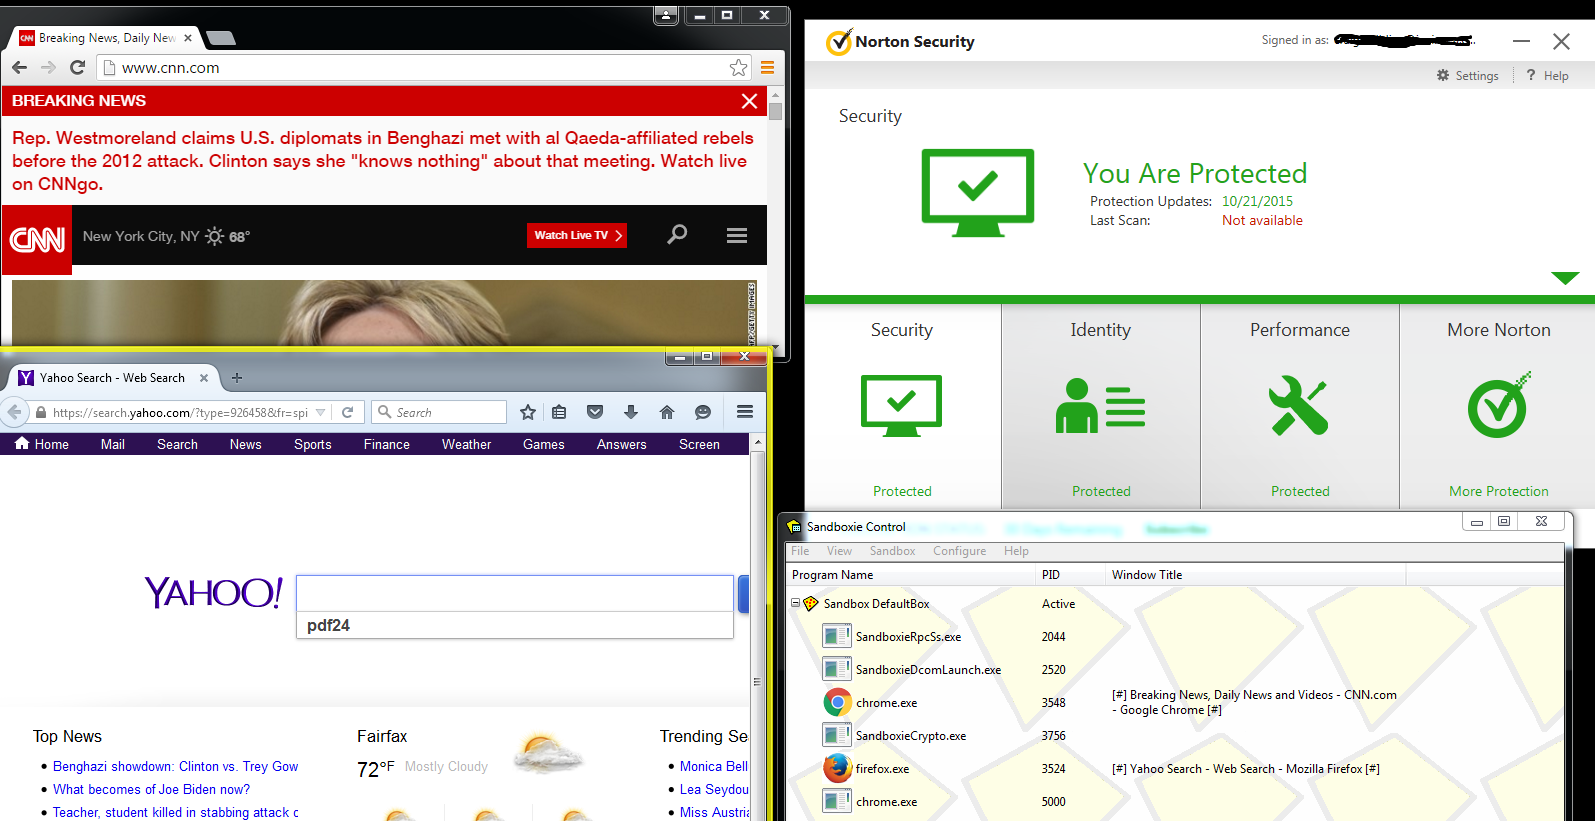 Breaking News, Daily New
www.cnn.com
BREAKING NEWS
Rep. Westmoreland claims U.S. diplomats in Benghazi met with al Qaeda-affiliated rebels
before the 2012 attack. Clinton says she "knows nothing" about that meeting. Watch live
on CNNgo.
CNN
New York City, NY 68°
Watch Live TV
GETTY IMAGES
Yahoo Search - Web Search
https://search.yahoo.com/?type=926458&fr=spi
Search
Home Mail Search News Sports Finance Weather Games Answers Screen
YAHOO!
pdf24
Top News
Benghazi showdown: Clinton vs. Trey Gow
What becomes of Joe Biden now?
Teacher, student killed in stabbing attack c
Fairfax
72°F Mostly Cloudy
Trending Se
Monica Bell
Lea Seydou
Miss Austria
Norton Security
Signed in as:
Settings ? Help
Security
You Are Protected
Protection Updates: 10/21/2015
Last Scan: Not available
Security Identity Performance More Norton
Protected Protected Protected More Protection
Sandboxie Control
File View Sandbox Configure Help
Program Name PID Window Title
Sandbox DefaultBox Active
SandboxieRpcSs.exe 2044
SandboxieDcomLaunch.exe 2520
chrome.exe 3548 [#] Breaking News, Daily News and Videos - CNN.com
- Google Chrome [#]
SandboxieCrypto.exe 3756
firefox.exe 3524 [#] Yahoo Search - Web Search - Mozilla Firefox [#]
chrome.exe 5000